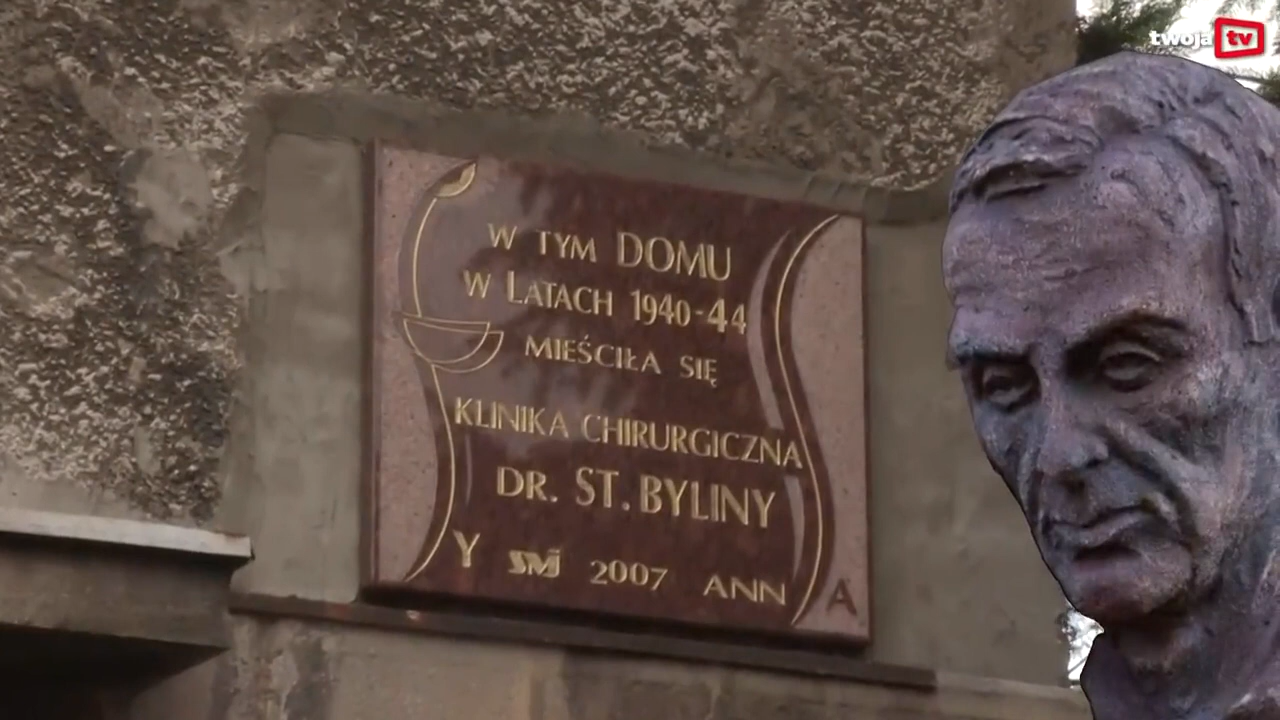 twoja tv
W TYM DOMU
W LATACH 1940-44
MIEŚCIŁA SIĘ
KLINIKA CHIRURGICZNA
DR. ST. BYLINY
Y SMJ 2007 ANN A